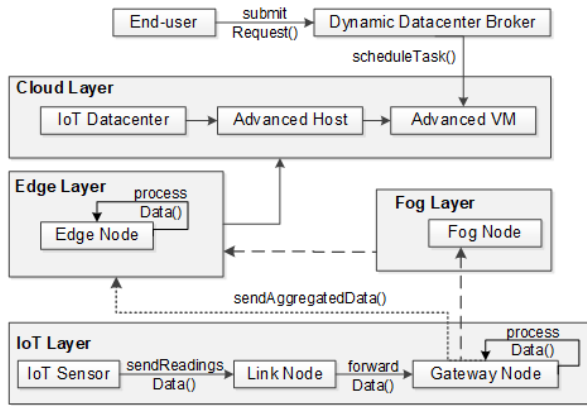 End-user
submit
Request()
Dynamic Datacenter Broker
scheduleTask()
Cloud Layer
IoT Datacenter
Advanced Host
Advanced VM
Edge Layer
process
Data()
Edge Node
Fog Layer
Fog Node
sendAggregatedData()
IoT Layer
IoT Sensor
sendReadings
Data()
Link Node
forward
Data()
Gateway Node
process
Data()